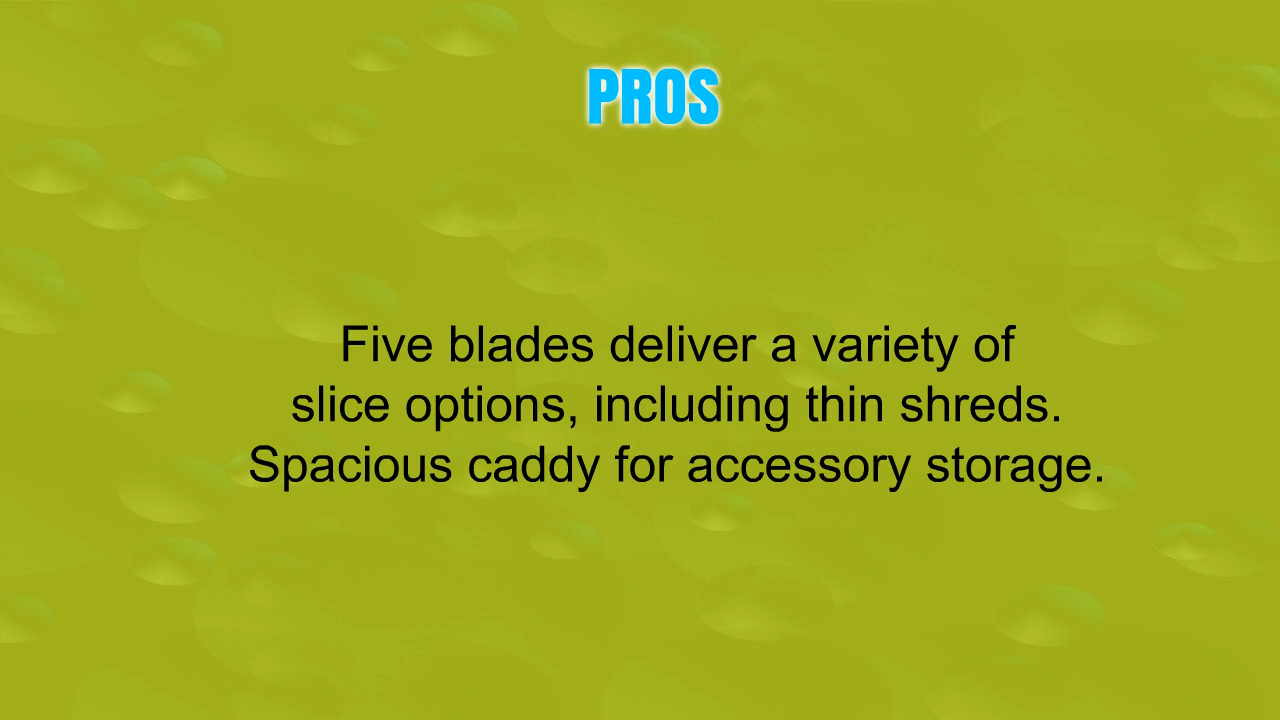 PROS
Five blades deliver a variety of
slice options, including thin shreds.
Spacious caddy for accessory storage.